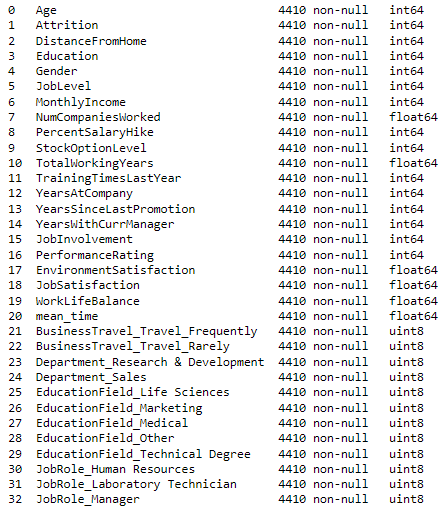 0 Age 4410 non-null int64
1 Attrition 4410 non-null int64
2 DistanceFromHome 4410 non-null int64
3 Education 4410 non-null int64
4 Gender 4410 non-null int64
5 JobLevel 4410 non-null int64
6 MonthlyIncome 4410 non-null int64
7 NumCompaniesWorked 4410 non-null float64
8 PercentSalaryHike 4410 non-null int64
9 StockOptionLevel 4410 non-null int64
10 TotalWorkingYears 4410 non-null float64
11 TrainingTimesLastYear 4410 non-null int64
12 YearsAtCompany 4410 non-null int64
13 YearsSinceLastPromotion 4410 non-null int64
14 YearsWithCurrManager 4410 non-null int64
15 JobInvolvement 4410 non-null int64
16 PerformanceRating 4410 non-null int64
17 EnvironmentSatisfaction 4410 non-null float64
18 JobSatisfaction 4410 non-null float64
19 WorkLifeBalance 4410 non-null float64
20 mean_time 4410 non-null float64
21 BusinessTravel_Travel_Frequently 4410 non-null uint8
22 BusinessTravel_Travel_Rarely 4410 non-null uint8
23 Department_Research & Development 4410 non-null uint8
24 Department_Sales 4410 non-null uint8
25 EducationField_Life Sciences 4410 non-null uint8
26 EducationField_Marketing 4410 non-null uint8
27 EducationField_Medical 4410 non-null uint8
28 EducationField_Other 4410 non-null uint8
29 EducationField_Technical Degree 4410 non-null uint8
30 JobRole_Human Resources 4410 non-null uint8
31 JobRole_Laboratory Technician 4410 non-null uint8
32 JobRole_Manager 4410 non-null uint8